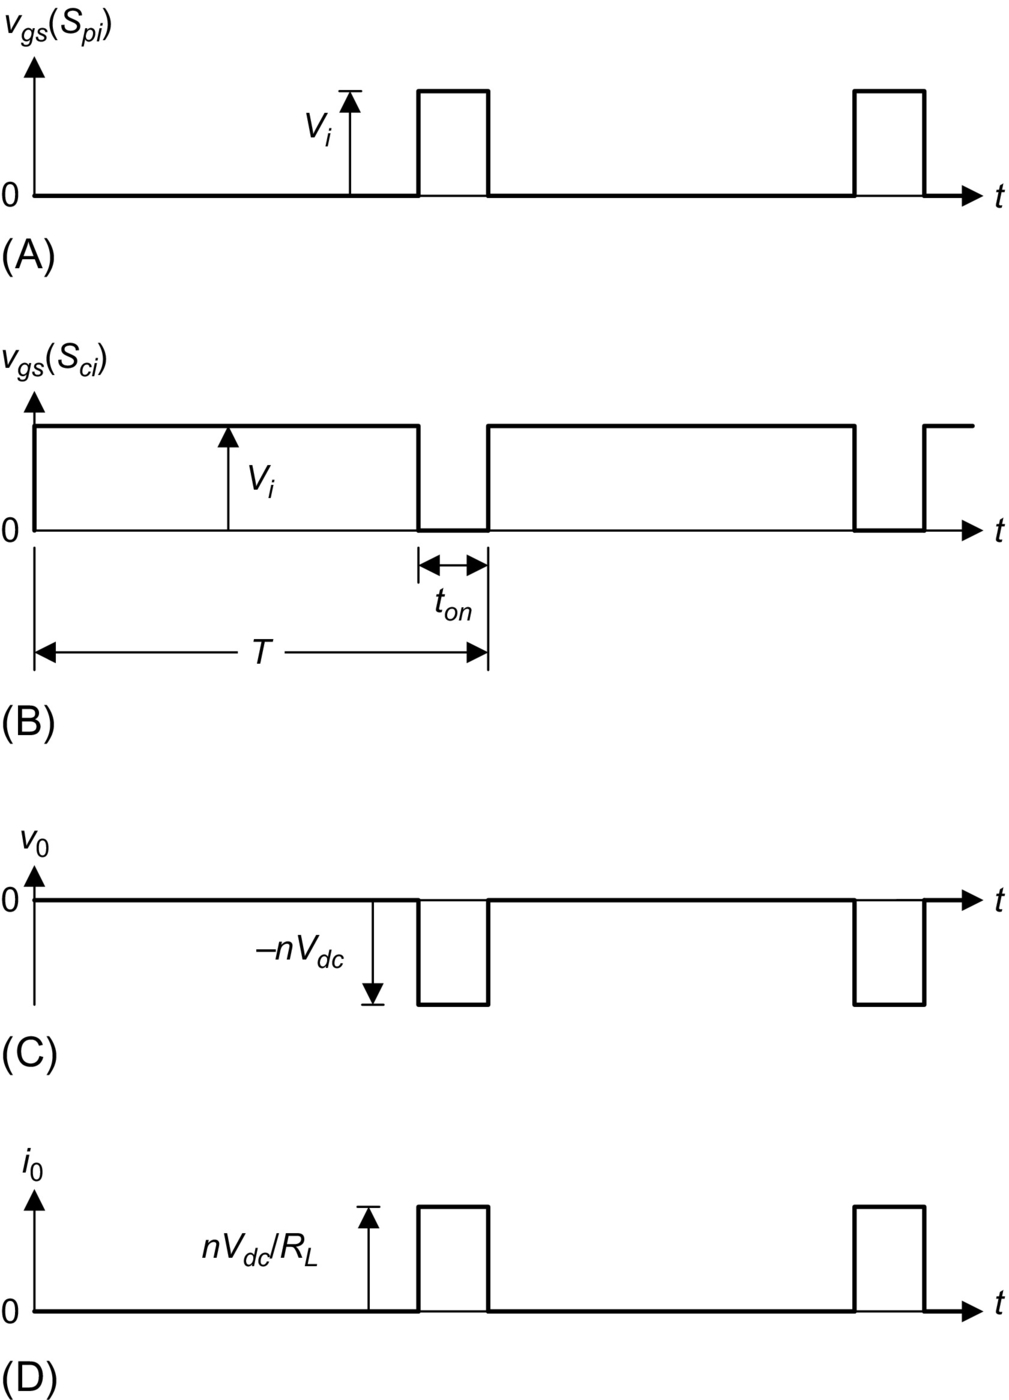 vgs(Spi)
Vi
0
t
(A)
vgs(Sci)
Vi
0
t
ton
T
(B)
v0
0
t
–nVdc
(C)
i0
nVdc/RL
0
t
(D)